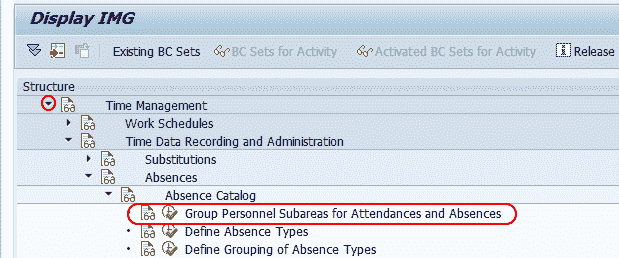 Display IMG
Existing BC Sets BC Sets for Activity Activated BC Sets for Activity Release
Structure
Time Management
Work Schedules
Time Data Recording and Administration
Substitutions
Absences
Absence Catalog
Group Personnel Subareas for Attendances and Absences
Define Absence Types
Define Grouping of Absence Types